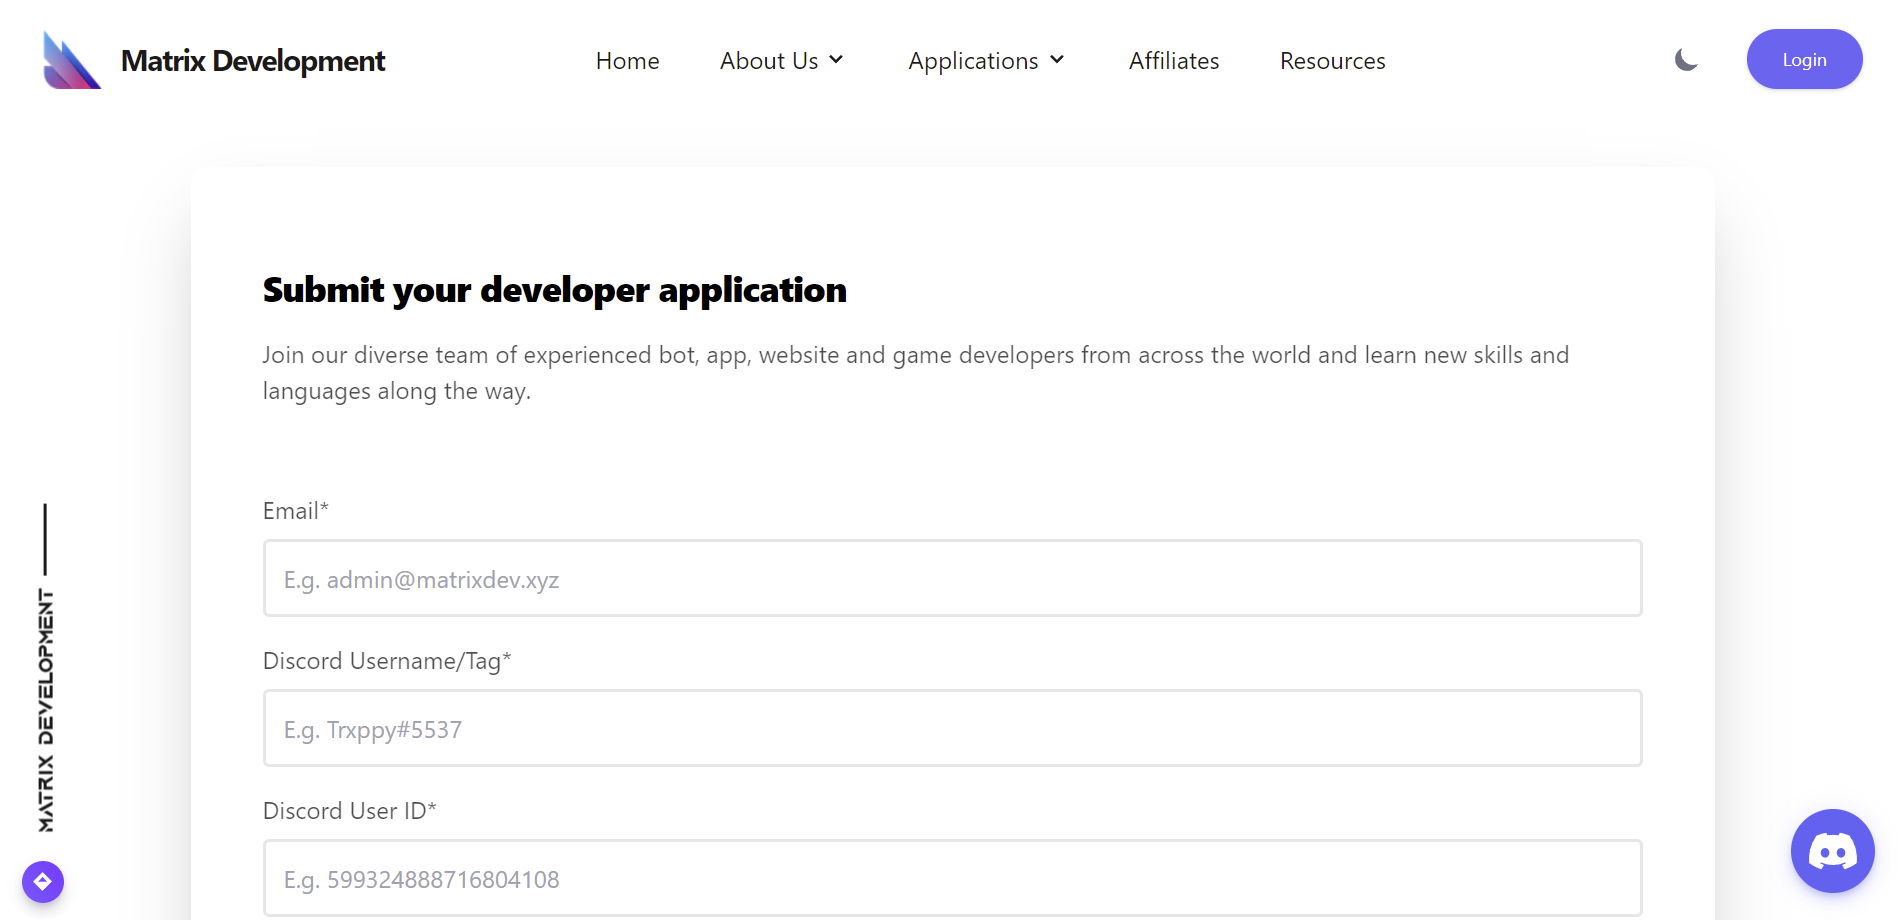 Matrix Development
Home
About Us
Applications
Affiliates
Resources
Login
Submit your developer application
Join our diverse team of experienced bot, app, website and game developers from across the world and learn new skills and
languages along the way.
Email*
E.g. admin@matrixdev.xyz
Discord Username/Tag*
E.g. Trxppy#5537
Discord User ID*
E.g. 599324888716804108
MATRIX DEVELOPMENT